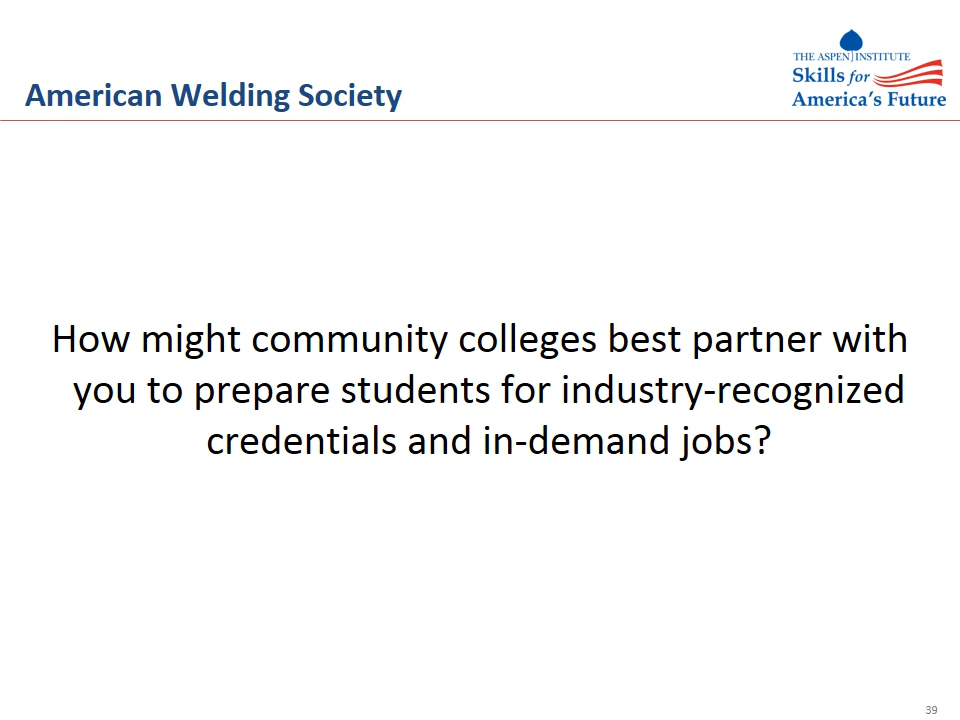 THE ASPEN INSTITUTE
Skills for
America's Future
American Welding Society
How might community colleges best partner with
you to prepare students for industry-recognized
credentials and in-demand jobs?
39